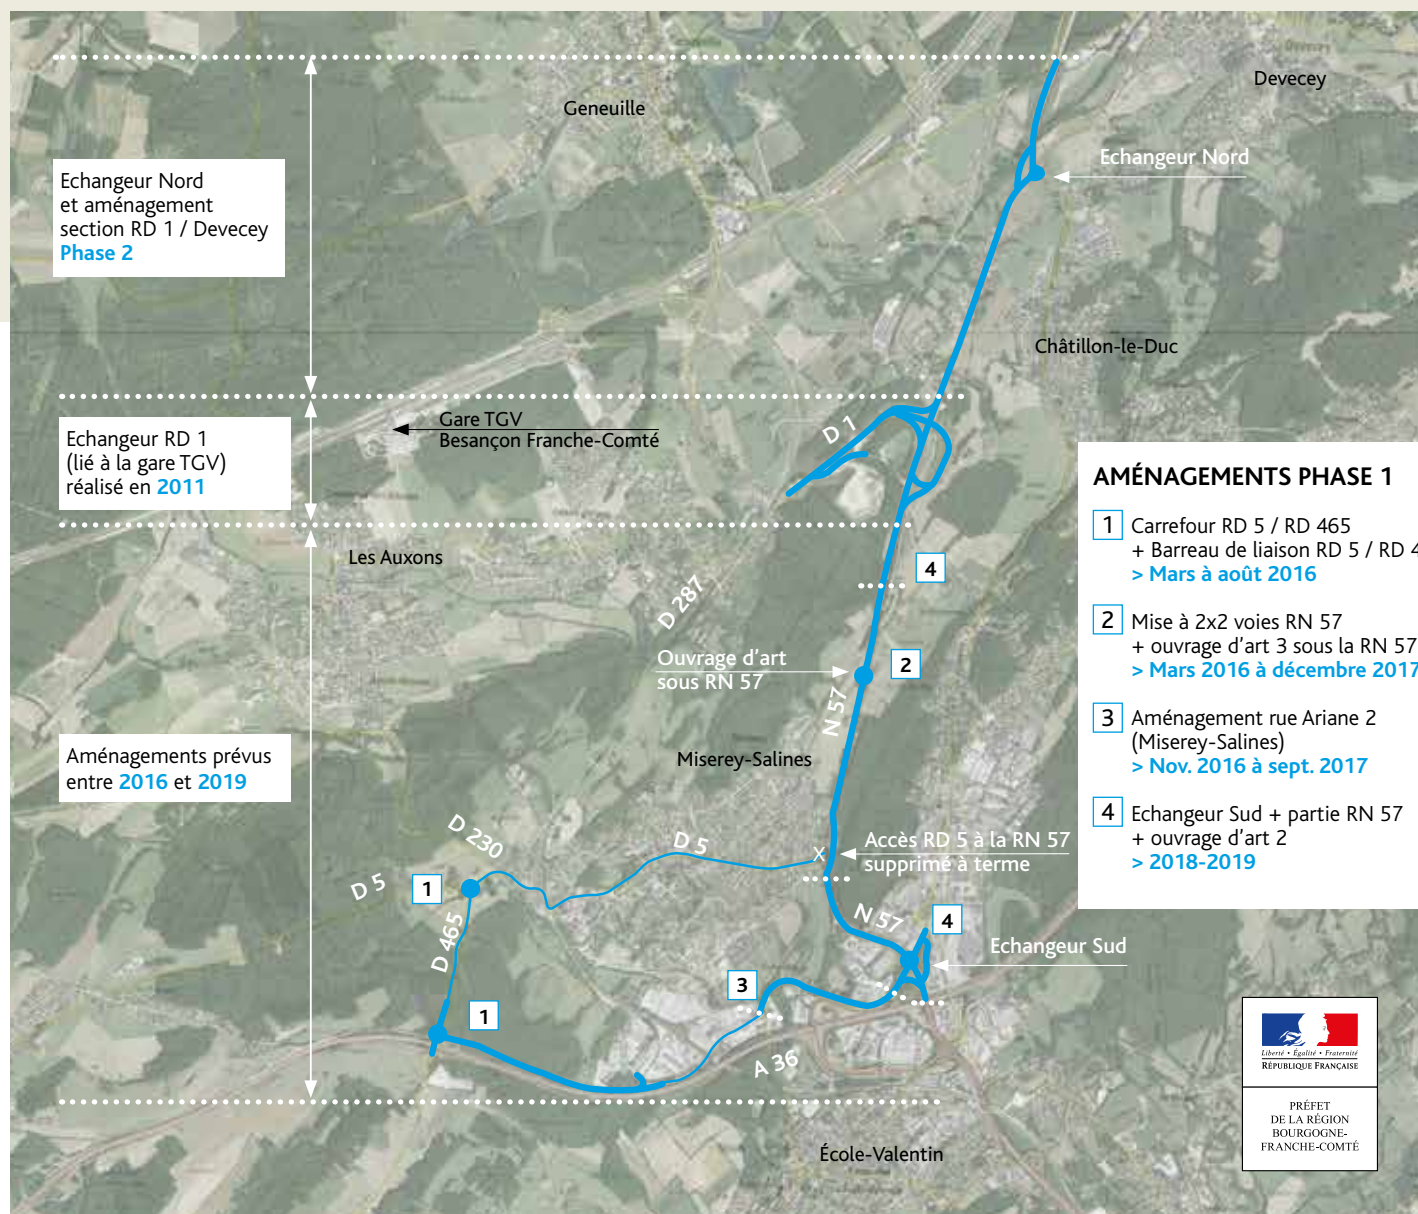 Devecey
Geneuille
Echangeur Nord
Echangeur Nord
et aménagement
section RD 1 / Devecey
Phase 2
Châtillon-le-Duc
Gare TGV
Besançon Franche-Comté
D 1
Echangeur RD 1
(lié à la gare TGV)
réalisé en 2011
Les Auxons
4
D 287
Ouvrage d'art
sous RN 57
2
N 57
Miserey-Salines
Aménagements prévus
entre 2016 et 2019
D 230
D 5
X
Accès RD 5 à la RN 57
supprimé à terme
D 5
1
D 465
N 57
4
Echangeur Sud
3
1
A 36
École-Valentin
AMÉNAGEMENTS PHASE 1
1 Carrefour RD 5 / RD 465
+ Barreau de liaison RD 5 / RD 4
> Mars à août 2016
2 Mise à 2x2 voies RN 57
+ ouvrage d'art 3 sous la RN 57
> Mars 2016 à décembre 2017
3 Aménagement rue Ariane 2
(Miserey-Salines)
> Nov. 2016 à sept. 2017
4 Echangeur Sud + partie RN 57
+ ouvrage d'art 2
> 2018-2019
Liberté • Égalité • Fraternité
RÉPUBLIQUE FRANÇAISE
PRÉFET
DE LA RÉGION
BOURGOGNE-
FRANCHE-COMTÉ